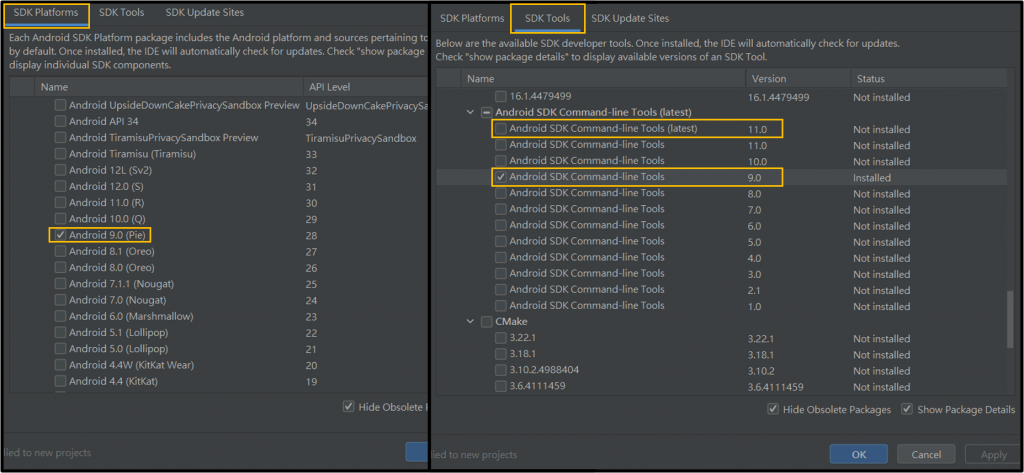 SDK Platforms SDK Tools SDK Update Sites
Each Android SDK Platform package includes the Android platform and sources pertaining to
by default. Once installed, the IDE will automatically check for updates. Check "show package
display individual SDK components.
Name API Level
Android UpsideDownCakePrivacySandbox Preview UpsideDownCakePrivacySa
Android API 34 34
Android TiramisuPrivacySandbox Preview TiramisuPrivacySandbox
Android Tiramisu (Tiramisu) 33
Android 12L (Sv2) 32
Android 12.0 (S) 31
Android 11.0 (R) 30
Android 10.0 (Q) 29
Android 9.0 (Pie) 28
Android 8.1 (Oreo) 27
Android 8.0 (Oreo) 26
Android 7.1.1 (Nougat) 25
Android 7.0 (Nougat) 24
Android 6.0 (Marshmallow) 23
Android 5.1 (Lollipop) 22
Android 5.0 (Lollipop) 21
Android 4.4W (KitKat Wear) 20
Android 4.4 (KitKat) 19
Hide Obsolete
lied to new projects
SDK Platforms SDK Tools SDK Update Sites
Below are the available SDK developer tools. Once installed, the IDE will automatically check for updates.
Check "show package details" to display available versions of an SDK Tool.
Name Version Status
16.1.4479499 16.1.4479499 Not installed
Android SDK Command-line Tools (latest)
Android SDK Command-line Tools (latest) 11.0 Not installed
Android SDK Command-line Tools 11.0 Not installed
Android SDK Command-line Tools 10.0 Not installed
Android SDK Command-line Tools 9.0 Installed
Android SDK Command-line Tools 8.0 Not installed
Android SDK Command-line Tools 7.0 Not installed
Android SDK Command-line Tools 6.0 Not installed
Android SDK Command-line Tools 5.0 Not installed
Android SDK Command-line Tools 4.0 Not installed
Android SDK Command-line Tools 3.0 Not installed
Android SDK Command-line Tools 2.1 Not installed
Android SDK Command-line Tools 1.0 Not installed
CMake
3.22.1 3.22.1 Not installed
3.18.1 3.18.1 Not installed
3.10.2.4988404 3.10.2 Not installed
3.6.4111459 3.6.4111459 Not installed
Hide Obsolete Packages Show Package Details
lied to new projects
OK Cancel Apply